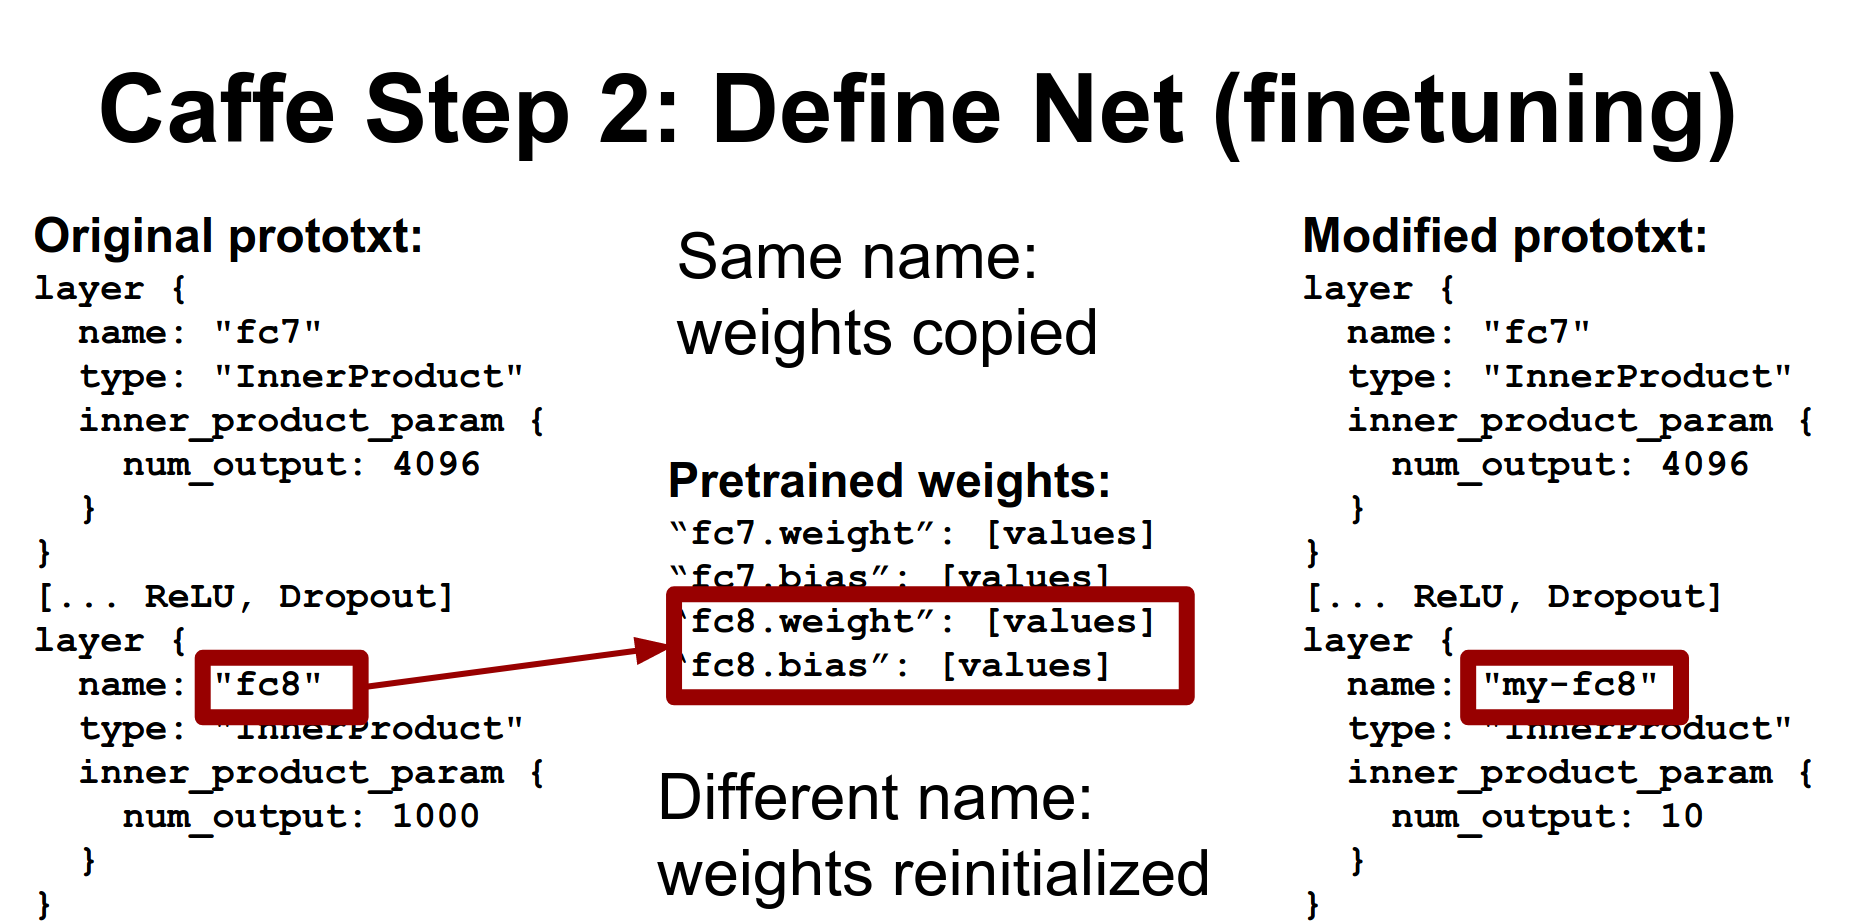 Caffe Step 2: Define Net (finetuning)
Original prototxt:
layer {
name: "fc7"
type: "InnerProduct"
inner_product_param {
num_output: 4096
}
}
[... ReLU, Dropout]
layer {
name: "fc8"
type: "InnerProduct"
inner_product_param {
num_output: 1000
}
}
Same name:
weights copied
Pretrained weights:
“fc7.weight”: [values]
“fc7.bias”: [values]
“fc8.weight”: [values]
“fc8.bias”: [values]
Different name:
weights reinitialized
Modified prototxt:
layer {
name: "fc7"
type: "InnerProduct"
inner_product_param {
num_output: 4096
}
}
[... ReLU, Dropout]
layer {
name: "my-fc8"
type: "InnerProduct"
inner_product_param {
num_output: 10
}
}